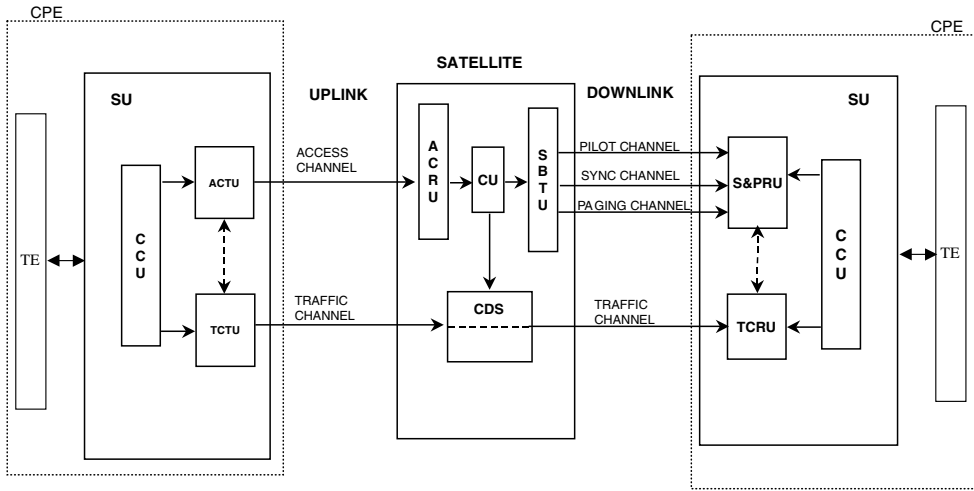 CPE
CPE
SATELLITE
UPLINK
DOWNLINK
SU
SU
ACCESS
CHANNEL
A
C
R
U
CU
S
B
T
U
PILOT CHANNEL
SYNC CHANNEL
PAGING CHANNEL
ACTU
S&PRU
C
C
U
C
C
U
TE
TE
TRAFFIC
CHANNEL
CDS
TRAFFIC
CHANNEL
TCTU
TCRU